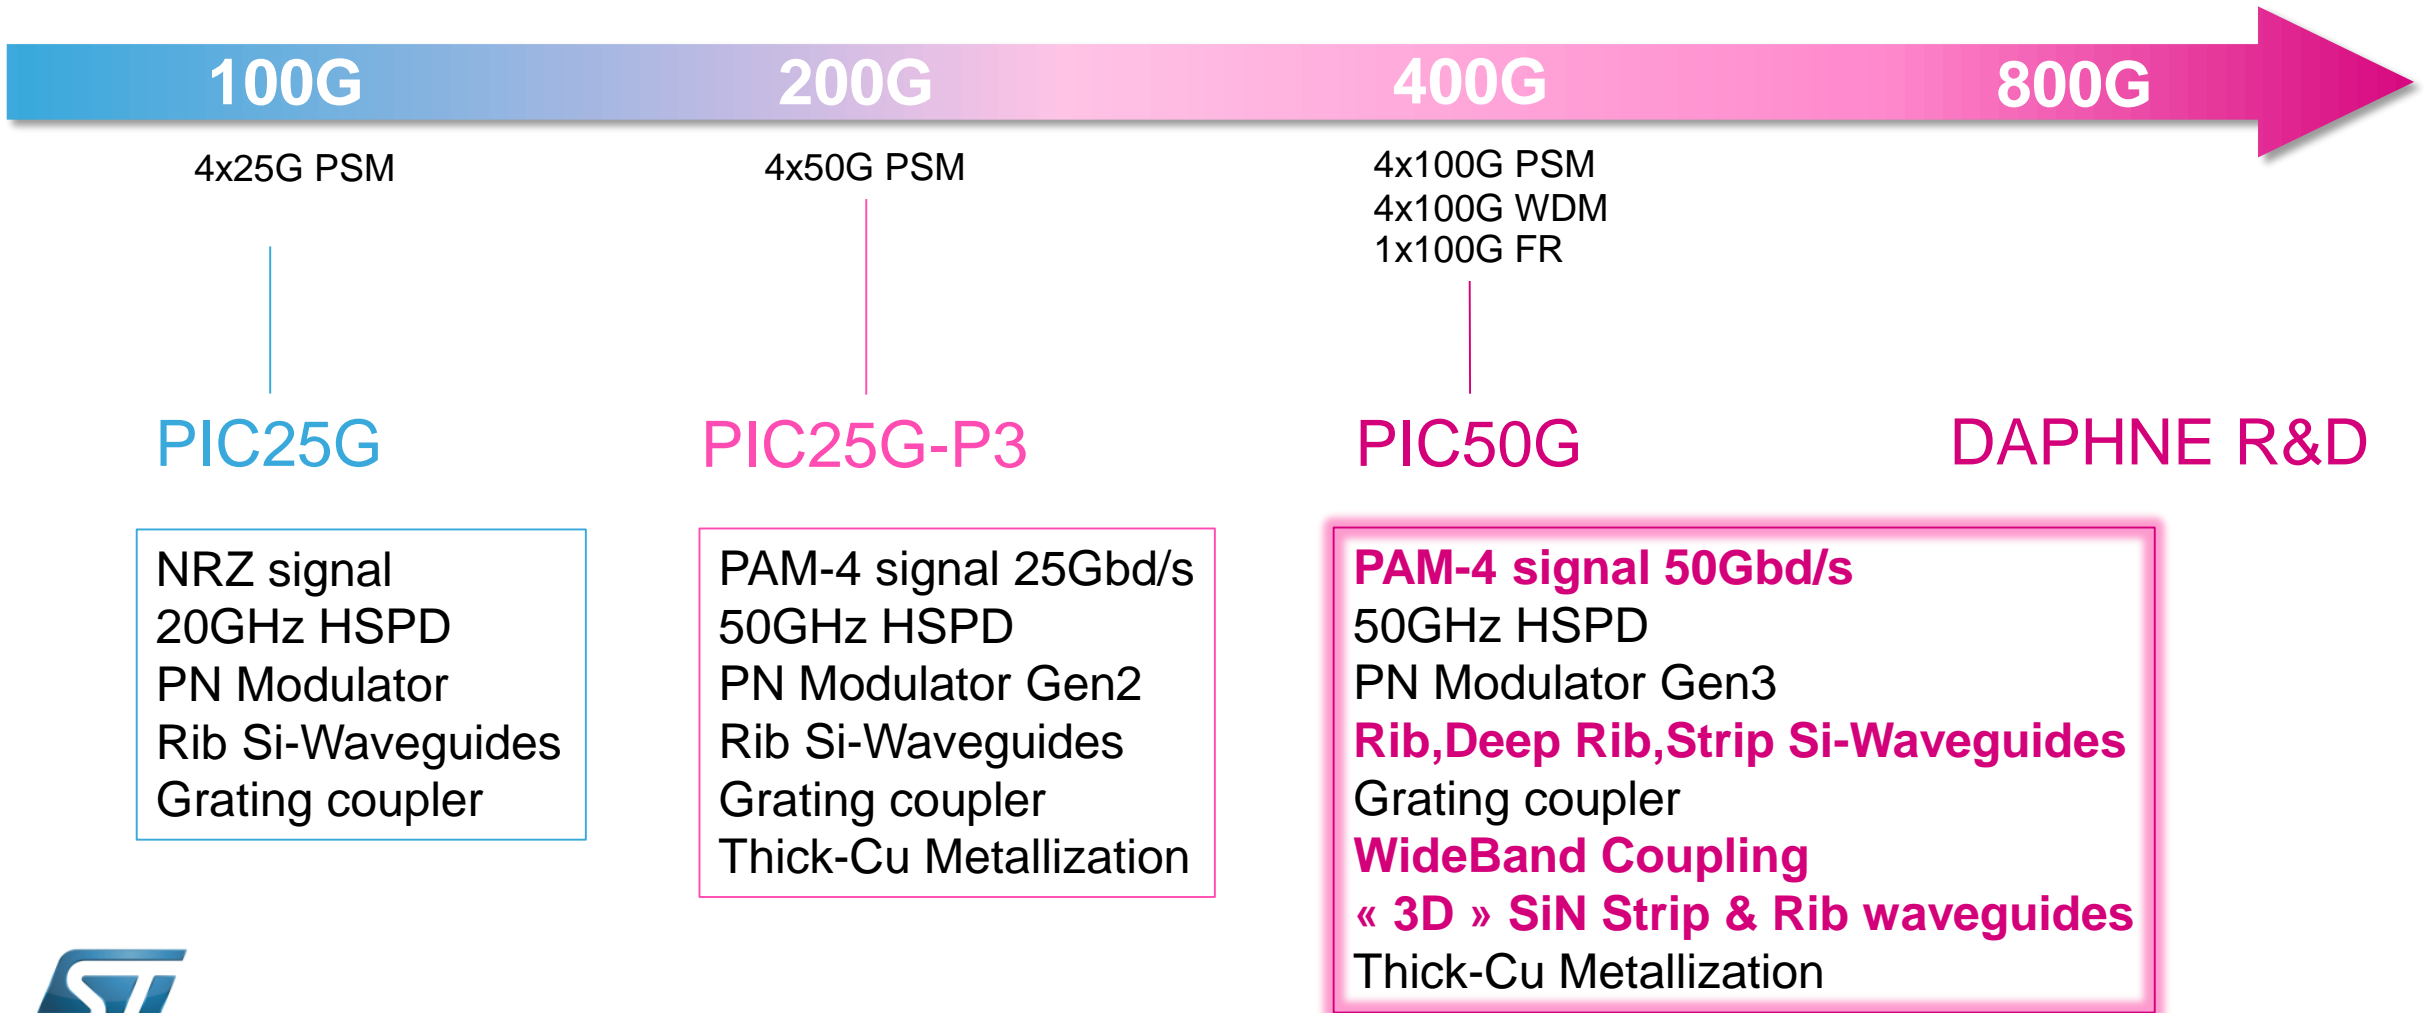 100G
200G
400G
800G
4x25G PSM
4x50G PSM
4x100G PSM
4x100G WDM
1x100G FR
PIC25G
PIC25G-P3
PIC50G
DAPHNE R&D
NRZ signal
20GHz HSPD
PN Modulator
Rib Si-Waveguides
Grating coupler
PAM-4 signal 25Gbd/s
50GHz HSPD
PN Modulator Gen2
Rib Si-Waveguides
Grating coupler
Thick-Cu Metallization
PAM-4 signal 50Gbd/s
50GHz HSPD
PN Modulator Gen3
Rib,Deep Rib,Strip Si-Waveguides
Grating coupler
WideBand Coupling
« 3D » SiN Strip & Rib waveguides
Thick-Cu Metallization
ST